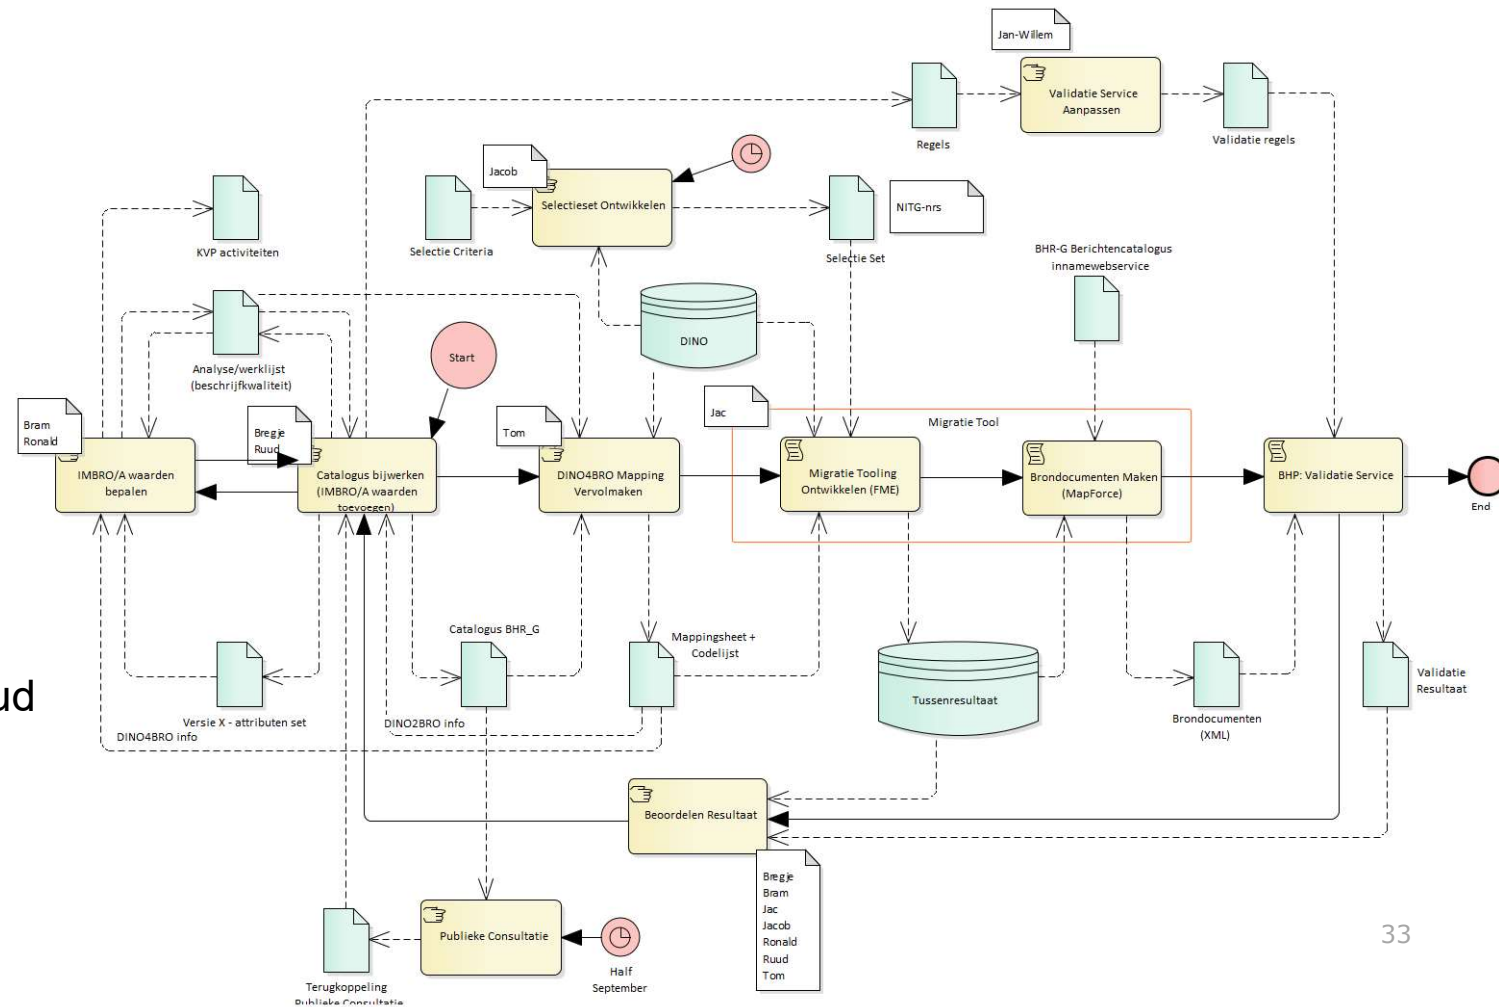 Jan-Willem
Validatie Service
Aanpassen
Regels
Validatie regels
Jacob
Selectieset Ontwikkelen
Selectie Criteria
Selectie Set
NITG-nrs
KVP activiteiten
BHR-G Berichtencatalogus
innamewebservice
Analyse/werklijst
(beschrijfkwaliteit)
Start
DINO
Bram
Ronald
IMBRO/A waarden
bepalen
Bregje
Ruud
Catalogus bijwerken
(IMBRO/A waarden
toevoegen)
Tom
DINO4BRO Mapping
Vervolmaken
Jac
Migratie Tool
Migratie Tooling
Ontwikkelen (FME)
Brondocumenten Maken
(MapForce)
BHP: Validatie Service
End
ud
Versie X - attributen set
DINO4BRO info
Catalogus BHR_G
DINO2BRO info
Mappingsheet +
Codelijst
Tussenresultaat
Brondocumenten
(XML)
Validatie
Resultaat
Beoordelen Resultaat
Bregje
Bram
Jac
Jacob
Ronald
Ruud
Tom
Publieke Consultatie
Half
September
Terugkoppeling
Publieke Consultatie
33